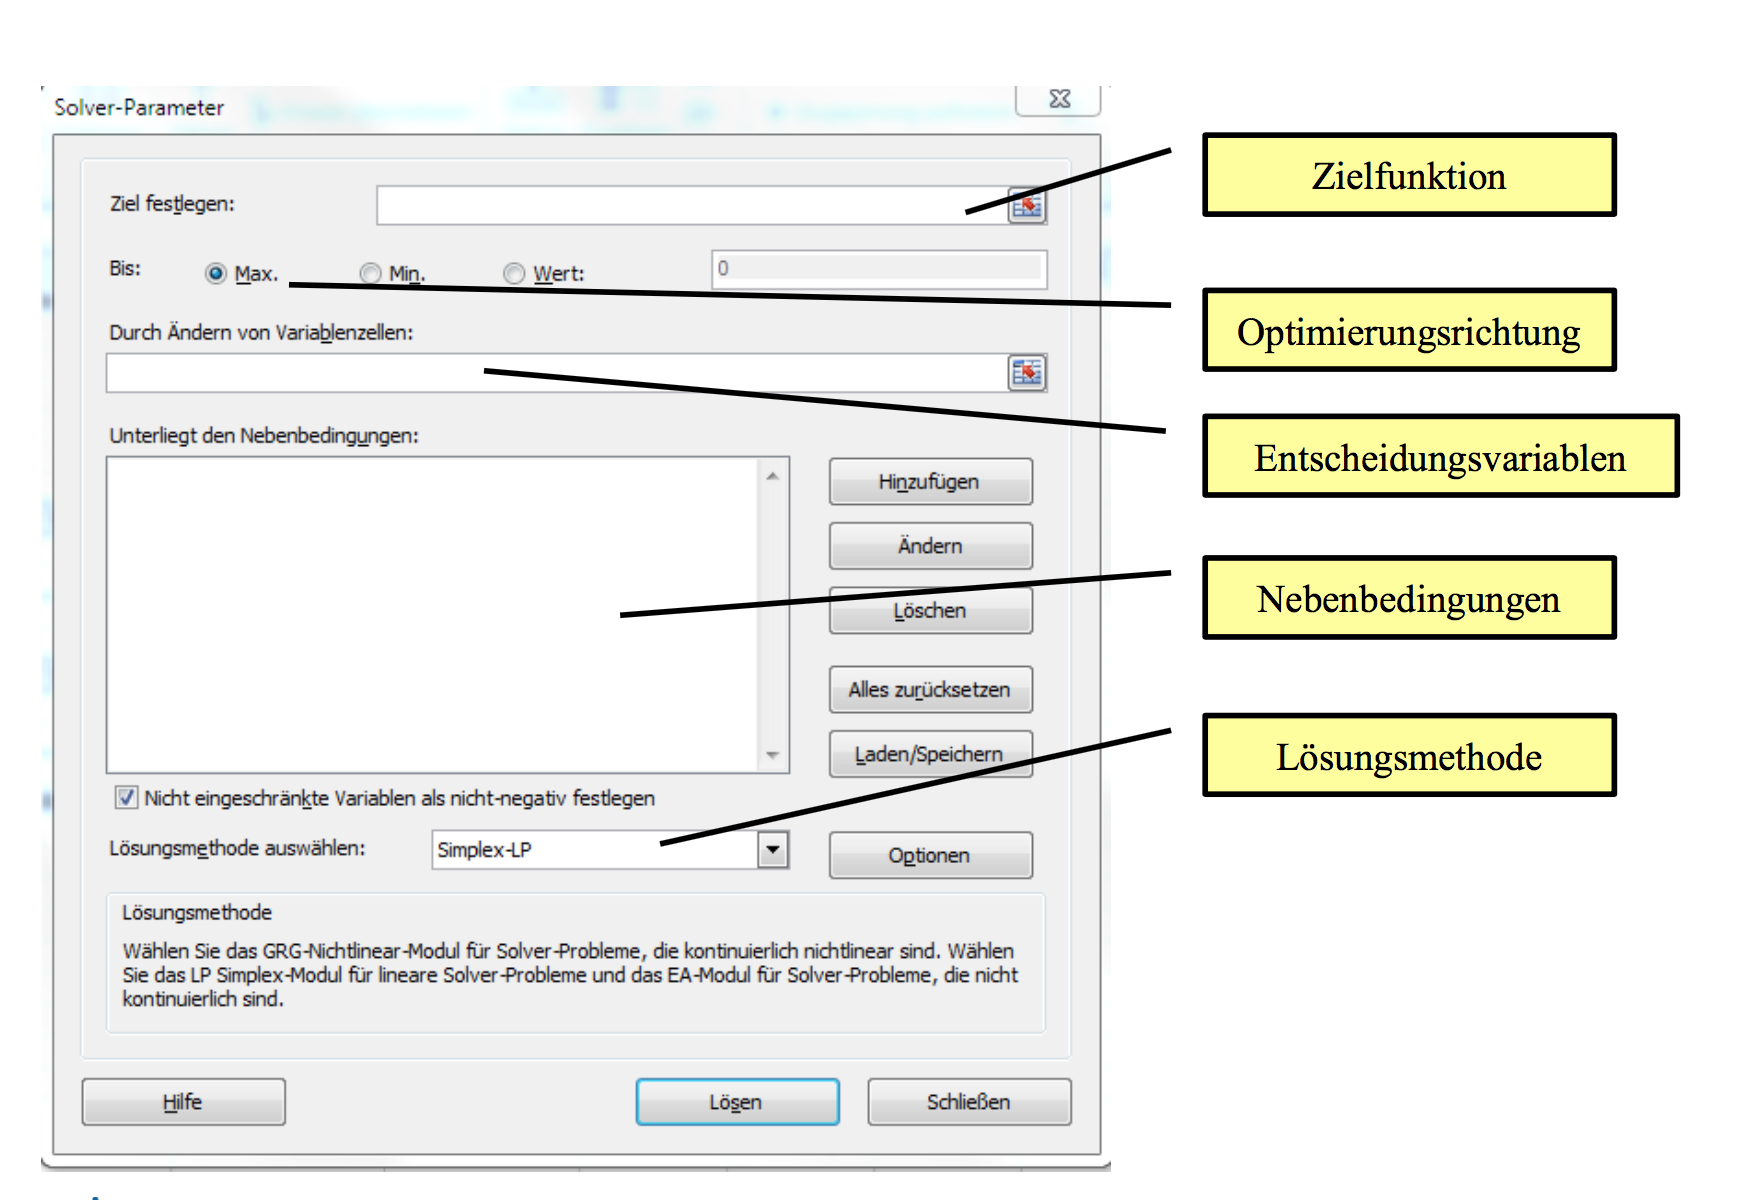 Solver-Parameter
Ziel festlegen:
Zielfunktion
Bis: Max. Min. Wert: 0
Optimierungsrichtung
Durch Ändern von Variablenzellen:
Entscheidungsvariablen
Unterliegt den Nebenbedingungen:
Hinzufügen
Ändern
Löschen
Nebenbedingungen
Alles zurücksetzen
Laden/Speichern
Nicht eingeschränkte Variablen als nicht-negativ festlegen
Lösungsmethode auswählen: Simplex-LP
Lösungsmethode
Optionen
Lösungsmethode
Wählen Sie das GRG-Nichtlinear-Modul für Solver-Probleme, die kontinuierlich nichtlinear sind. Wählen
Sie das LP Simplex-Modul für lineare Solver-Probleme und das EA-Modul für Solver-Probleme, die nicht
kontinuierlich sind.
Hilfe
Lösen
Schließen